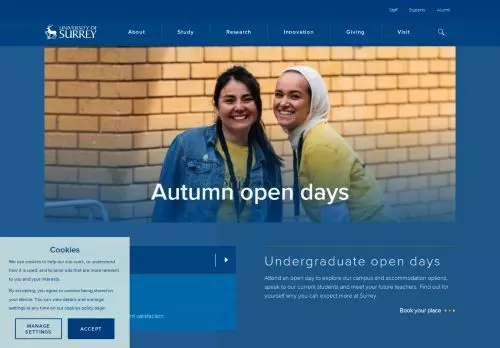 Staff Students Alumni
UNIVERSITY OF
SURREY
About Study Research Innovation Giving Visit
Autumn open days
Undergraduate open days
Attend an open day to explore our campus and accommodation options,
speak to our current students and meet your future teachers. Find out for
yourself why you can expect more at Surrey.
Book your place
Cookies
We use cookies to help our site work, to understand
how it is used, and to tailor ads that are more relevant
to you and your interests.
By accepting, you agree to cookies being stored on
your device. You can view details and manage
settings at any time on our cookies policy page.
MANAGE
SETTINGS
ACCEPT
satisfaction